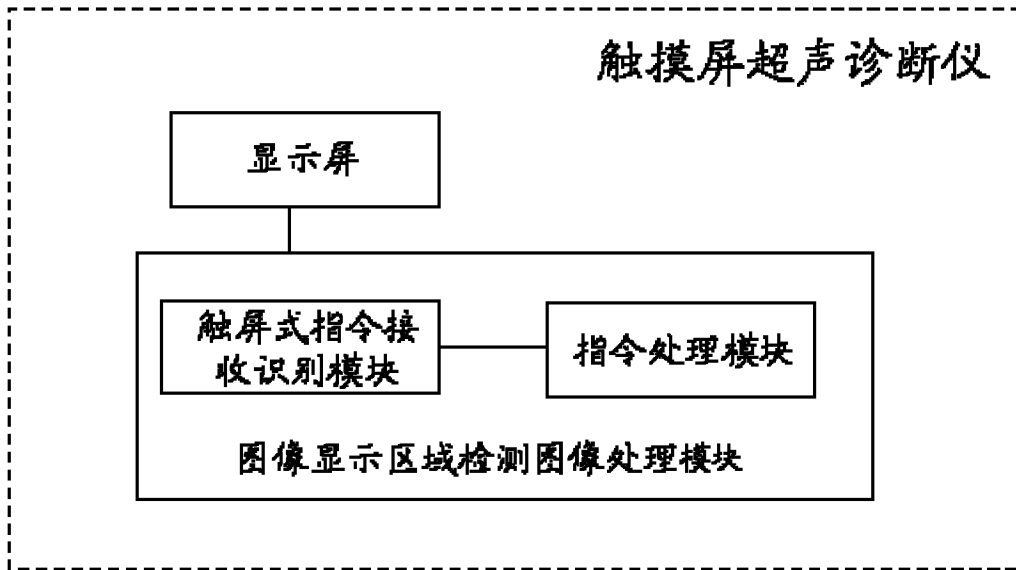 触摸屏超声诊断仪
显示屏
触屏式指令接
收识别模块
指令处理模块
图像显示区域检测图像处理模块